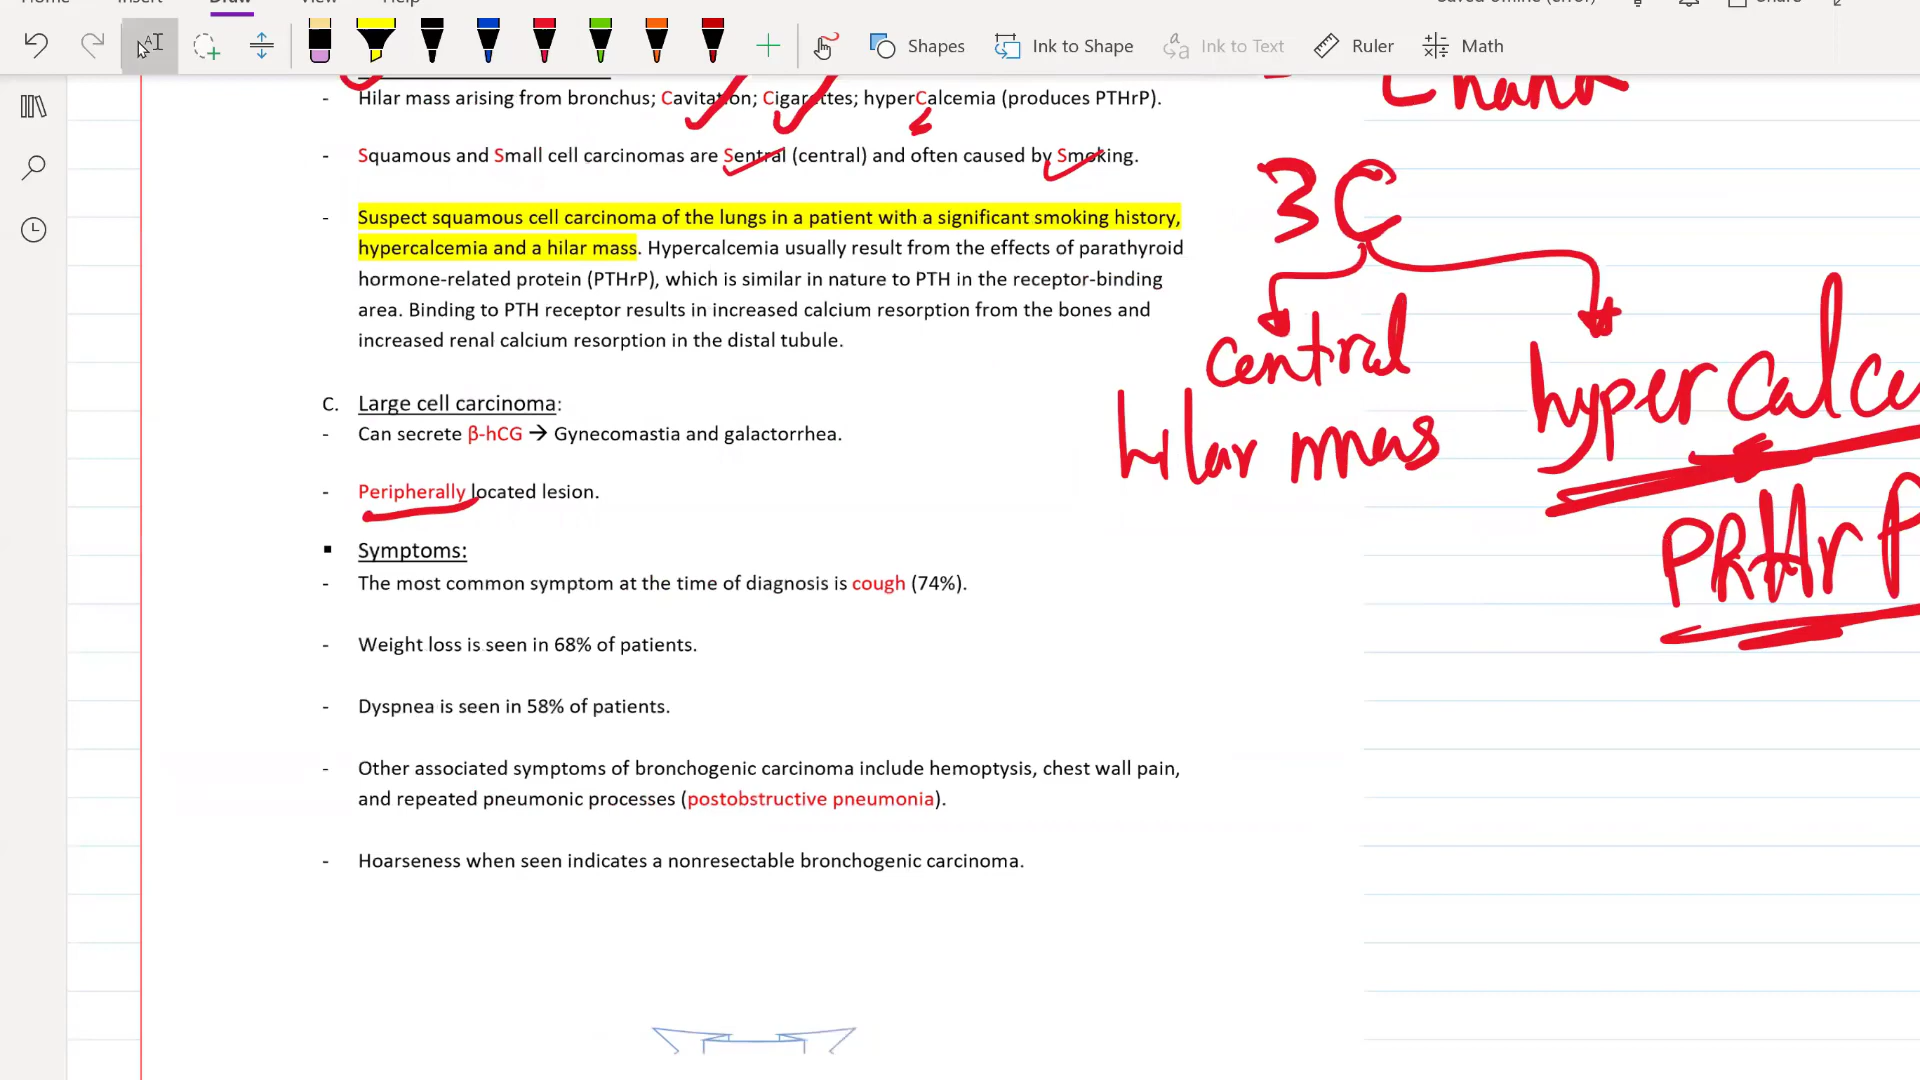 Home Insert Draw View Help
Shapes Ink to Shape Ink to Text Ruler Math
- Hilar mass arising from bronchus; Cavitation; Cigarettes; hyperCalcemia (produces PTHrP).
- Squamous and Small cell carcinomas are Sentral (central) and often caused by Smoking.
- Suspect squamous cell carcinoma of the lungs in a patient with a significant smoking history,
hypercalcemia and a hilar mass. Hypercalcemia usually result from the effects of parathyroid
hormone-related protein (PTHrP), which is similar in nature to PTH in the receptor-binding
area. Binding to PTH receptor results in increased calcium resorption from the bones and
increased renal calcium resorption in the distal tubule.
C. Large cell carcinoma:
- Can secrete β-hCG → Gynecomastia and galactorrhea.
- Peripherally located lesion.
▪ Symptoms:
- The most common symptom at the time of diagnosis is cough (74%).
- Weight loss is seen in 68% of patients.
- Dyspnea is seen in 58% of patients.
- Other associated symptoms of bronchogenic carcinoma include hemoptysis, chest wall pain,
and repeated pneumonic processes (postobstructive pneumonia).
- Hoarseness when seen indicates a nonresectable bronchogenic carcinoma.
3C
central
hilar mas
hypercalce